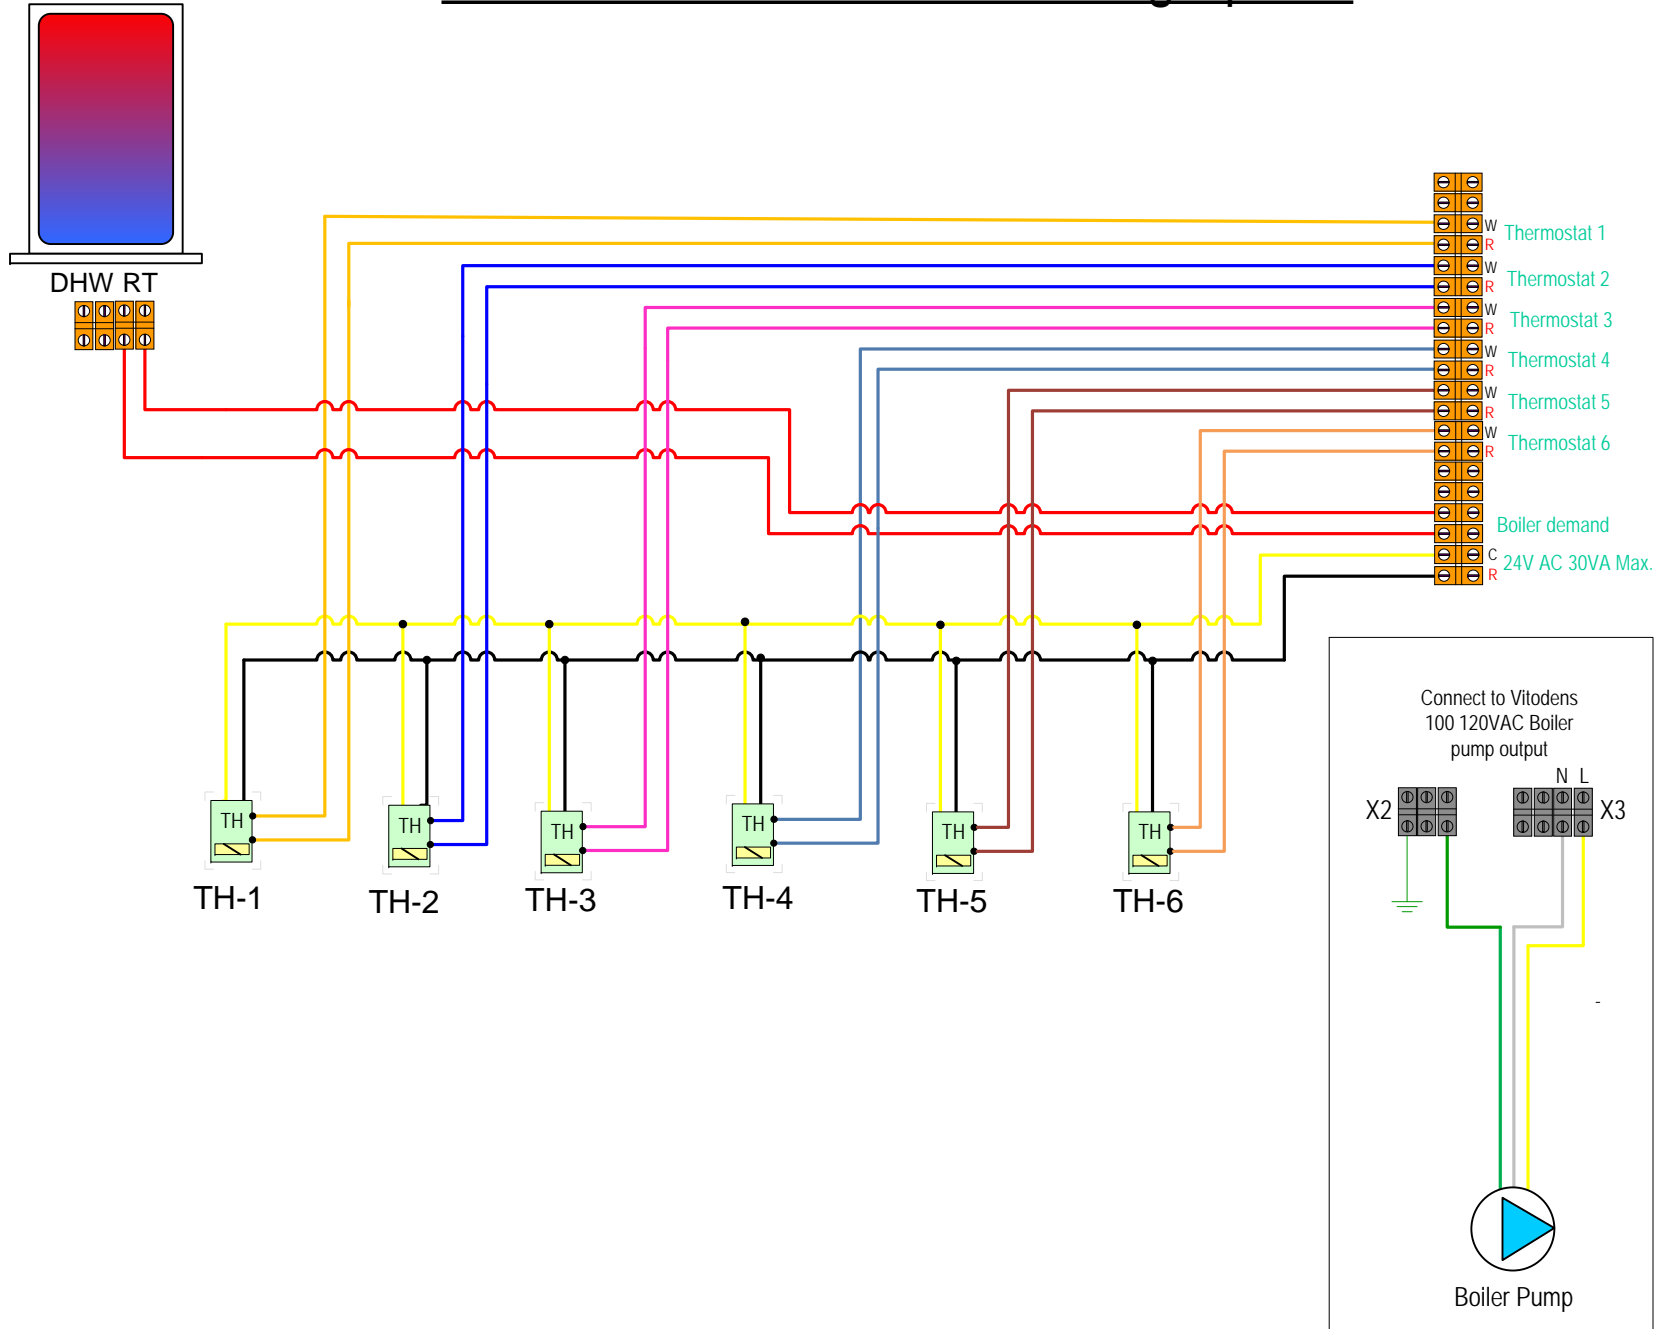 DHW RT
W
Thermostat 1
R
W
Thermostat 2
R
W
Thermostat 3
R
W
Thermostat 4
R
W
Thermostat 5
R
W
Thermostat 6
R
Boiler demand
C
24V AC 30VA Max.
R
TH
TH
TH
TH
TH
TH
TH-1
TH-2
TH-3
TH-4
TH-5
TH-6
Connect to Vitodens
100 120VAC Boiler
pump output
N L
X2
X3
-
Boiler Pump